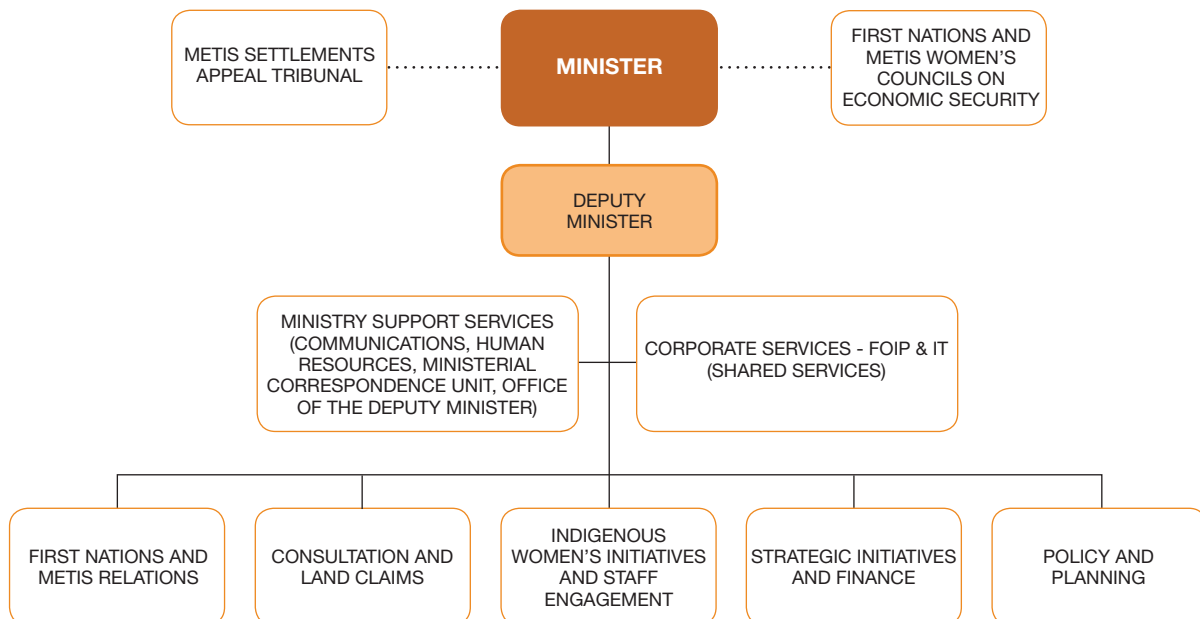 METIS SETTLEMENTS
APPEAL TRIBUNAL
MINISTER
FIRST NATIONS AND
METIS WOMEN'S
COUNCILS ON
ECONOMIC SECURITY
DEPUTY
MINISTER
MINISTRY SUPPORT SERVICES
(COMMUNICATIONS, HUMAN
RESOURCES, MINISTERIAL
CORRESPONDENCE UNIT, OFFICE
OF THE DEPUTY MINISTER)
CORPORATE SERVICES - FOIP & IT
(SHARED SERVICES)
FIRST NATIONS AND
METIS RELATIONS
CONSULTATION AND
LAND CLAIMS
INDIGENOUS
WOMEN'S INITIATIVES
AND STAFF
ENGAGEMENT
STRATEGIC INITIATIVES
AND FINANCE
POLICY AND
PLANNING